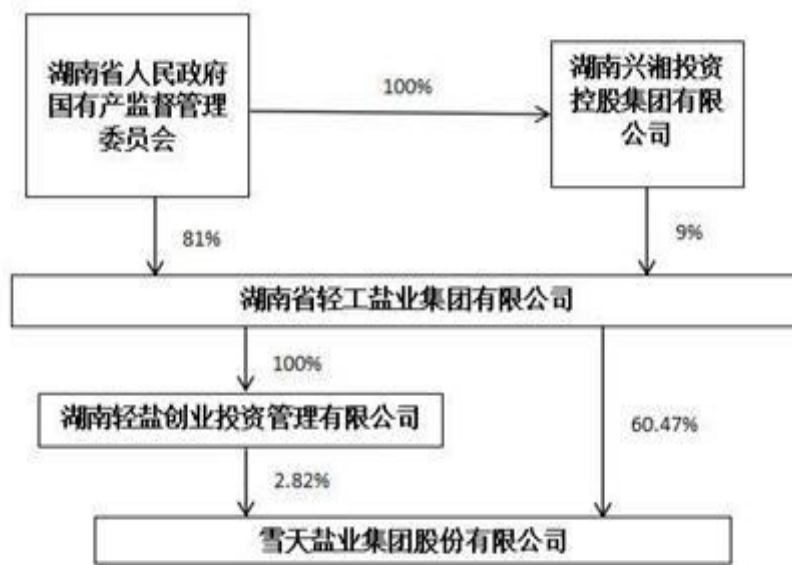 湖南省人民政府
国有产监督管理
委员会
100%
湖南兴湘投资
控股集团有限
公司
81%
9%
湖南省轻工盐业集团有限公司
100%
湖南轻盐创业投资管理有限公司
60.47%
2.82%
雪天盐业集团股份有限公司